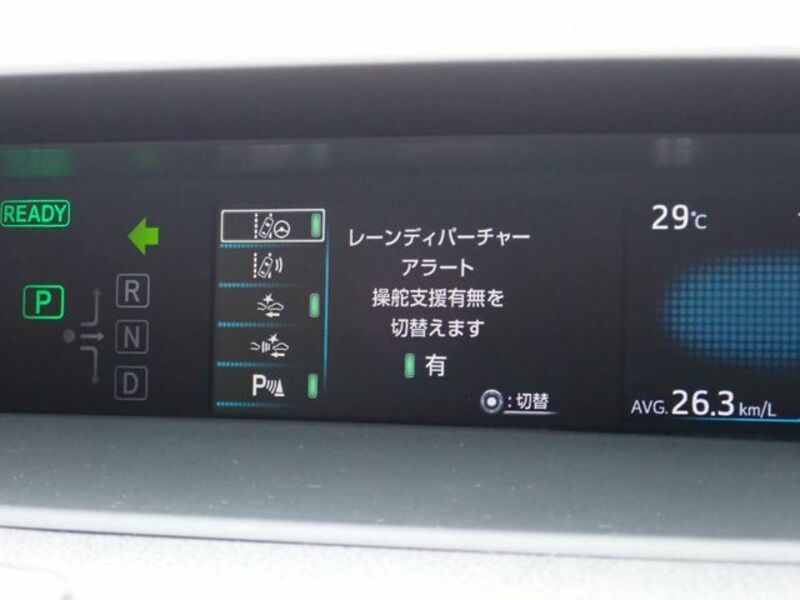 READY
P
R
N
D
P
レーンディパーチャー
アラート
操舵支援有無を
切替えます
有
:切替
29℃
AVG. 26.3 km/L